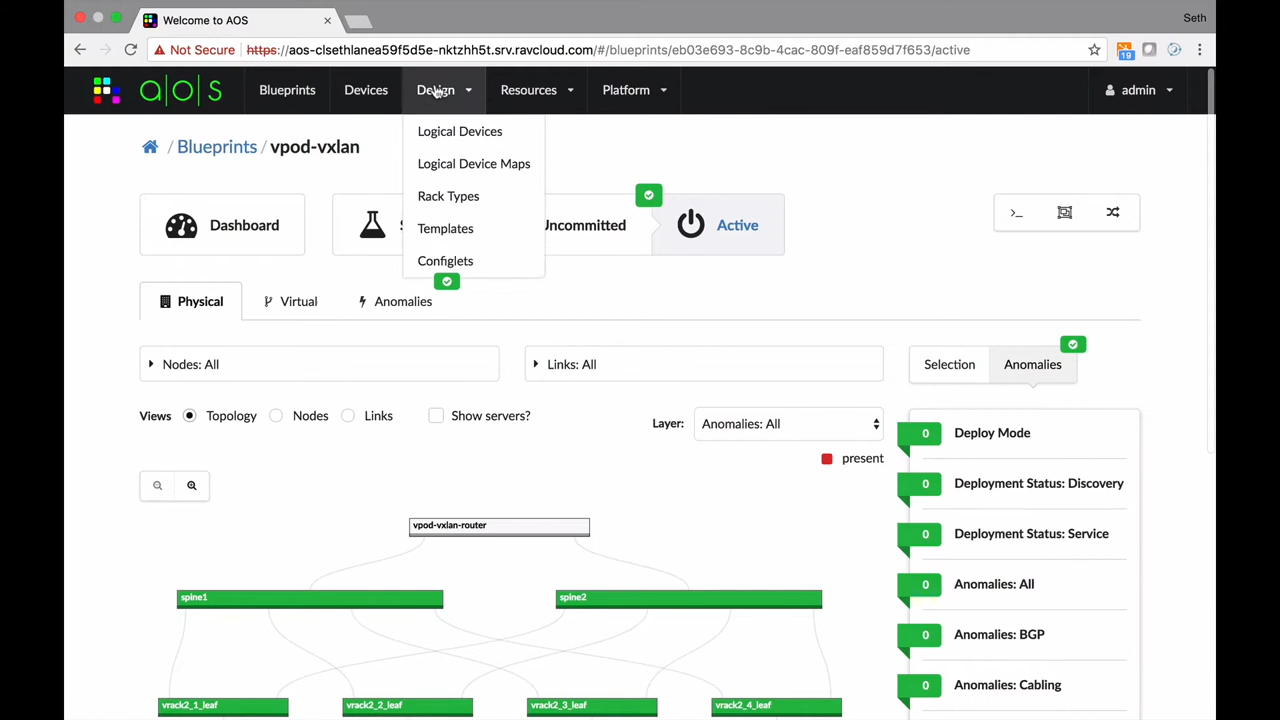 Welcome to AOS
Seth
Not Secure https://aos-clsethlanea59f5d5e-nktzhh5t.srv.ravcloud.com/#/blueprints/eb03e693-8c9b-4cac-809f-eaf859d7f653/active
19
a|o|s Blueprints Devices Design Resources Platform admin
Logical Devices
Logical Device Maps
Rack Types
Templates
Configlets
Blueprints / vpod-vxlan
Dashboard S Uncommitted Active
Physical Virtual Anomalies
Nodes: All Links: All Selection Anomalies
Views Topology Nodes Links Show servers? Layer: Anomalies: All
present
0 Deploy Mode
0 Deployment Status: Discovery
0 Deployment Status: Service
0 Anomalies: All
0 Anomalies: BGP
0 Anomalies: Cabling
vpod-vxlan-router
spine1 spine2
vrack2_1_leaf vrack2_2_leaf vrack2_3_leaf vrack2_4_leaf